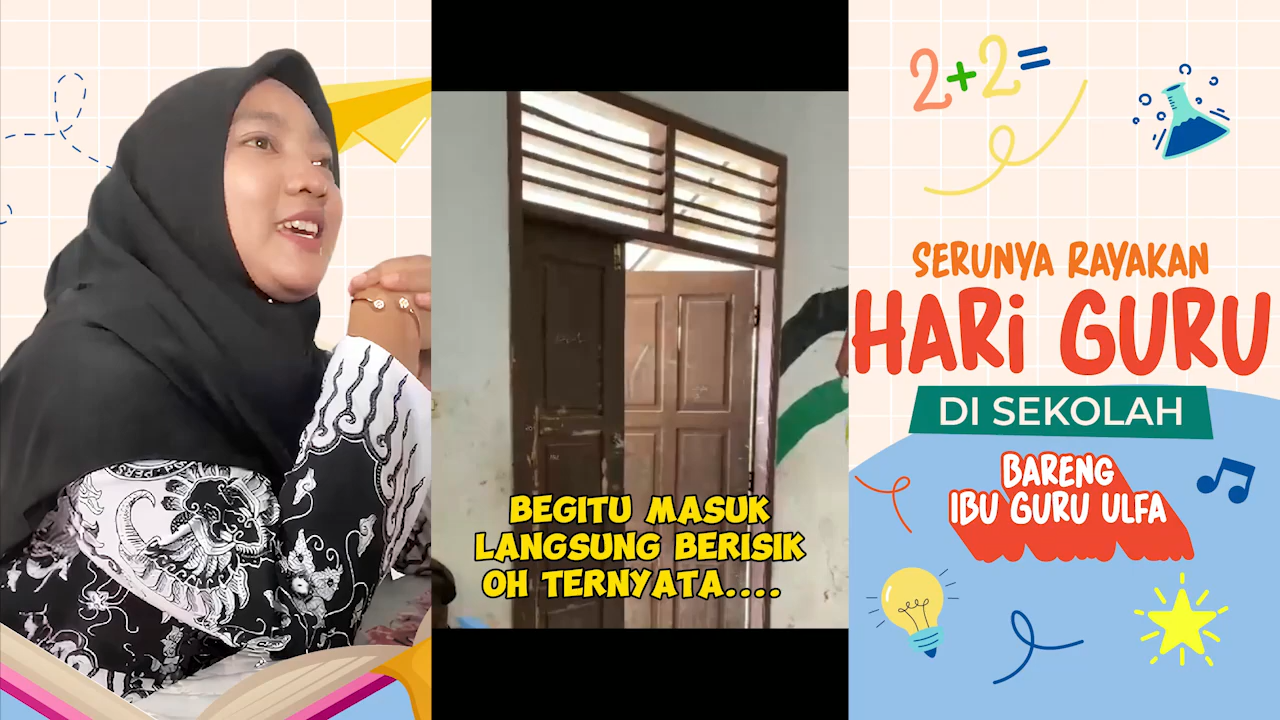 BEGITU MASUK
LANGSUNG BERISIK
OH TERNYATA....
2+2=
SERUNYA RAYAKAN
HARI GURU
DI SEKOLAH
BARENG
IBU GURU ULFA